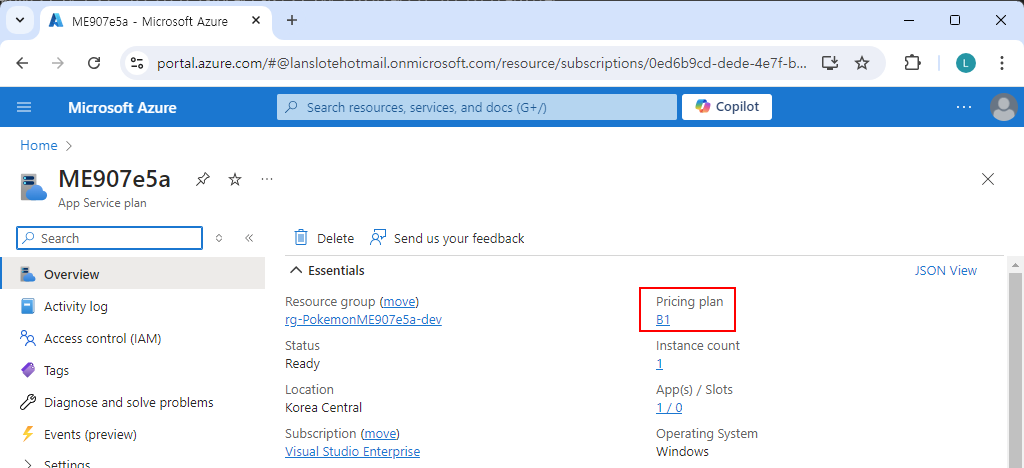 ME907e5a - Microsoft Azure
portal.azure.com/#@lanslotehotmail.onmicrosoft.com/resource/subscriptions/0ed6b9cd-dede-4e7f-b...
L
Microsoft Azure
Search resources, services, and docs (G+/)
Copilot
Home
ME907e5a
App Service plan
Search
Delete
Send us your feedback
Overview
Activity log
Access control (IAM)
Tags
Diagnose and solve problems
Events (preview)
Settings
Essentials
JSON View
Resource group (move)
rg-PokemonME907e5a-dev
Status
Ready
Location
Korea Central
Subscription (move)
Visual Studio Enterprise
Pricing plan
B1
Instance count
1
App(s) / Slots
1 / 0
Operating System
Windows